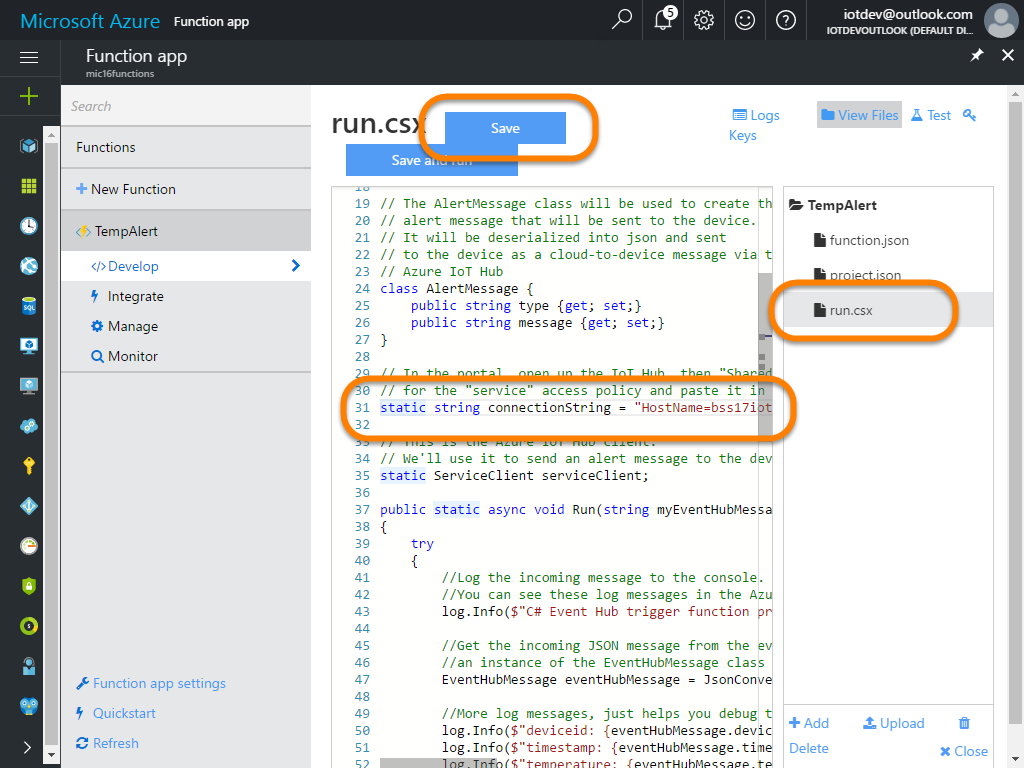 Microsoft Azure Function app
5
iotdev@outlook.com
IOTDEVOUTLOOK (DEFAULT DI...
Function app
mic16functions
Search
Functions
New Function
TempAlert
</> Develop
Integrate
Manage
Monitor
Function app settings
Quickstart
Refresh
run.csx
Save
Save and run
Logs
View Files
Test
Keys
18
19 // The AlertMessage class will be used to create th
20 // alert message that will be sent to the device.
21 // It will be deserialized into json and sent
22 // to the device as a cloud-to-device message via t
23 // Azure IoT Hub
24 class AlertMessage {
25 public string type {get; set;}
26 public string message {get; set;}
27 }
28
29 // In the portal, open up the IoT Hub, then "Shared
30 // for the "service" access policy and paste it in
31 static string connectionString = "HostName=bss17iot
32
33 // This is the Azure IoT Hub client.
34 // We'll use it to send an alert message to the dev
35 static ServiceClient serviceClient;
36
37 public static async void Run(string myEventHubMessa
38 {
39 try
40 {
41 //Log the incoming message to the console.
42 //You can see these log messages in the Azu
43 log.Info($"C# Event Hub trigger function pr
44
45 //Get the incoming JSON message from the ev
46 //an instance of the EventHubMessage class
47 EventHubMessage eventHubMessage = JsonConve
48
49 //More log messages, just helps you debug t
50 log.Info($"deviceid: {eventHubMessage.devic
51 log.Info($"timestamp: {eventHubMessage.time
52 log.Info($"temperature: {eventHubMessage.te
TempAlert
function.json
project.json
run.csx
Add
Upload
Delete
Close
SQL